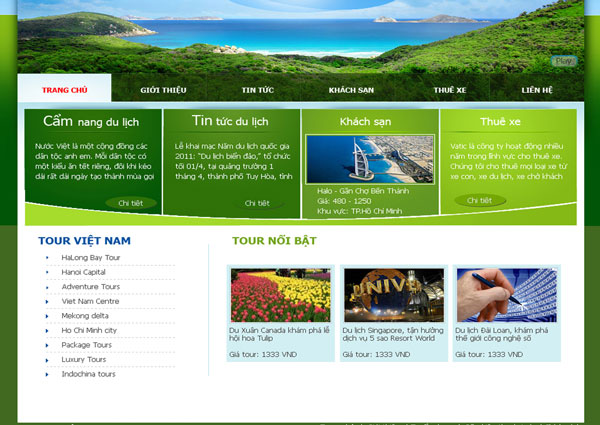 Play
TRANG CHỦ
GIỚI THIỆU
TIN TỨC
KHÁCH SẠN
THUÊ XE
LIÊN HỆ
Cẩm nang du lịch
Nước Việt là một cộng đồng các
dân tộc anh em. Mỗi dân tộc có
một kiểu ăn tết riêng, đôi khi kéo
dài rất dài ngày tạo thành mùa gọi
Chi tiết
Tin tức du lịch
Lễ khai mạc Năm du lịch quốc gia
2011: "Du lịch biển đảo," tổ chức
tối 01/4, tại quảng trường 1
tháng 4, thành phố Tuy Hòa, tỉnh
Chi tiết
Khách sạn
Halo - Gần Chợ Bến Thành
Giá: 480 - 1250
Khu vực: TP.Hồ Chí Minh
Thuê xe
Vatic là công ty hoạt động nhiều
năm trong lĩnh vực cho thuê xe.
Chúng tôi cho thuê mọi loại xe từ
xe con, xe du lịch, xe chở khách
Chi tiết
TOUR VIỆT NAM
HaLong Bay Tour
Hanoi Capital
Adventure Tours
Viet Nam Centre
Mekong delta
Ho Chi Minh city
Package Tours
Luxury Tours
Indochina tours
TOUR NỔI BẬT
Du Xuân Canada khám phá lễ
hội hoa Tulip
Giá tour: 1333 VND
UNIV
Du lịch Singapore, tận hưởng
dịch vụ 5 sao Resort World
Giá tour: 1333 VND
Du lịch Đài Loan, khám phá
thế giới công nghệ số
Giá tour: 1333 VND